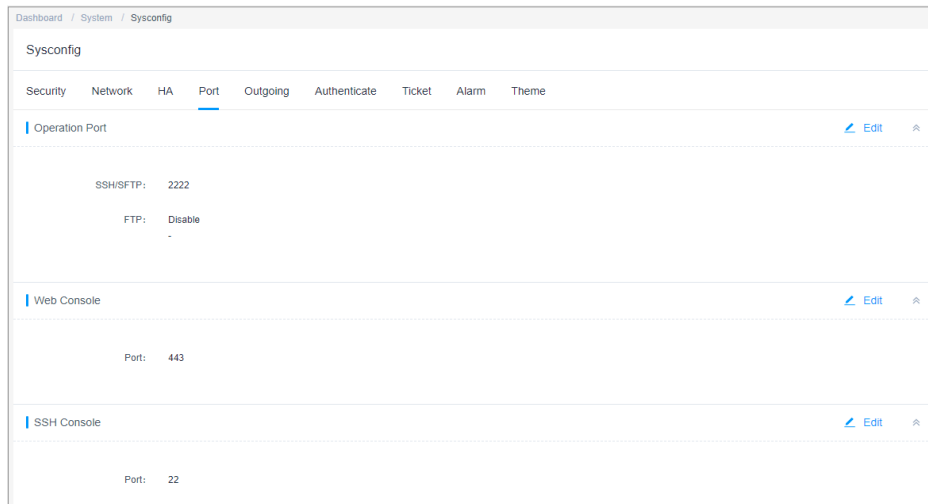 Dashboard / System / Sysconfig
Sysconfig
Security Network HA Port Outgoing Authenticate Ticket Alarm Theme
Operation Port Edit
SSH/SFTP: 2222
FTP: Disable
-
Web Console Edit
Port: 443
SSH Console Edit
Port: 22